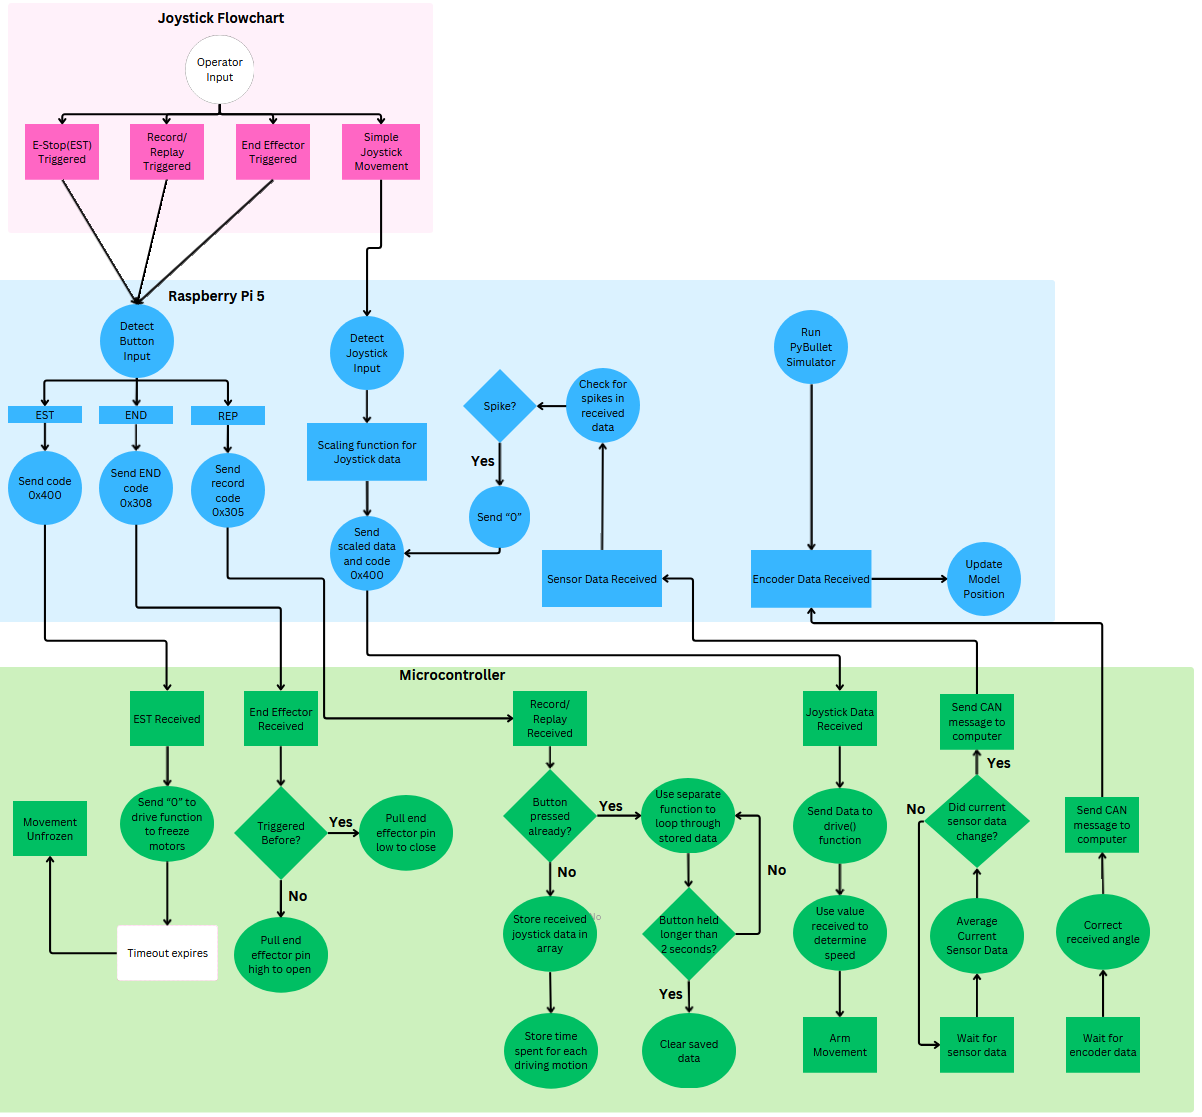 Joystick Flowchart
Operator
Input
E-Stop(EST)
Triggered
Record/
Replay
Triggered
End Effector
Triggered
Simple
Joystick
Movement
Raspberry Pi 5
Detect
Button
Input
Detect
Joystick
Input
Run
PyBullet
Simulator
EST
END
REP
Spike?
Check for
spikes in
received
data
Scaling function for
Joystick data
Yes
Send code
0x400
Send END
code
0x308
Send
record
code
0x305
Send “0”
Send
scaled data
and code
0x400
Sensor Data Received
Encoder Data Received
Update
Model
Position
Microcontroller
EST Received
End Effector
Received
Record/
Replay
Received
Joystick Data
Received
Send CAN
message to
computer
Yes
Movement
Unfrozen
Send “0” to
drive function
to freeze
motors
Triggered
Before?
Yes
Pull end
effector pin
low to close
Button
pressed
already?
Yes
Use separate
function to
loop through
stored data
Send Data to
drive()
function
No
Did current
sensor data
change?
Send CAN
message to
computer
No
No
No
Timeout expires
Pull end
effector pin
high to open
Store received
joystick data in
array
No
Button held
longer than
2 seconds?
Use value
received to
determine
speed
Average
Current
Sensor Data
Correct
received angle
Yes
Store time
spent for each
driving motion
Clear saved
data
Arm
Movement
Wait for
sensor data
Wait for
encoder data